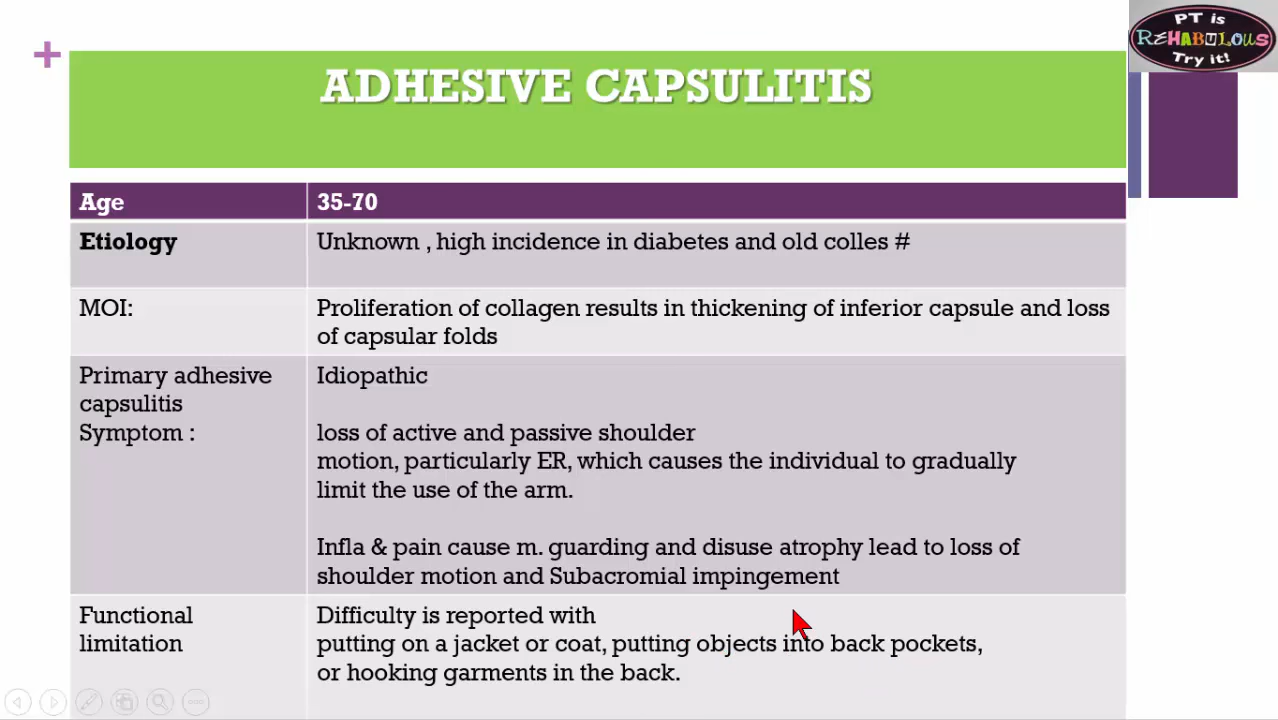 PT is
REHABULOUS
Try it!
+
ADHESIVE CAPSULITIS
Age
35-70
Etiology
Unknown , high incidence in diabetes and old colles #
MOI:
Proliferation of collagen results in thickening of inferior capsule and loss
of capsular folds
Primary adhesive
capsulitis
Symptom :
Idiopathic
loss of active and passive shoulder
motion, particularly ER, which causes the individual to gradually
limit the use of the arm.
Infla & pain cause m. guarding and disuse atrophy lead to loss of
shoulder motion and Subacromial impingement
Functional
limitation
Difficulty is reported with
putting on a jacket or coat, putting objects into back pockets,
or hooking garments in the back.